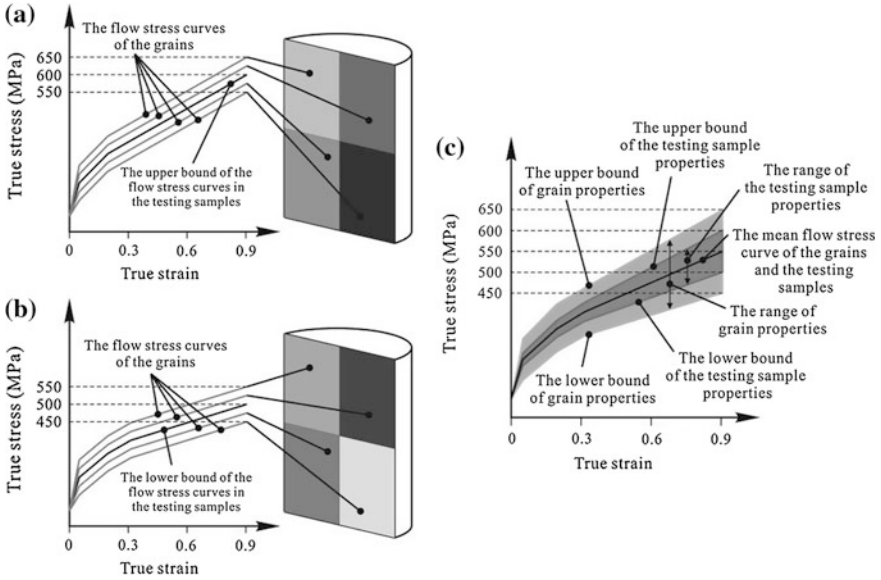 (a)
The flow stress curves
of the grains
650
600
550
True stress (MPa)
The upper bound of the
flow stress curves in
the testing samples
0
0.3
0.6
0.9
True strain
(b)
The flow stress curves
of the grains
550
500
450
True stress (MPa)
The lower bound of the
flow stress curves in
the testing samples
0
0.3
0.6
0.9
True strain
(c)
The upper bound
of the testing sample
properties
The upper bound
of grain properties
The range of
the testing sample
properties
650
600
550
500
450
True stress (MPa)
The mean flow stress
curve of the grains
and the testing
samples
The range of
grain properties
The lower bound
of the testing sample
properties
The lower bound
of grain properties
0
0.3
0.6
0.9
True strain